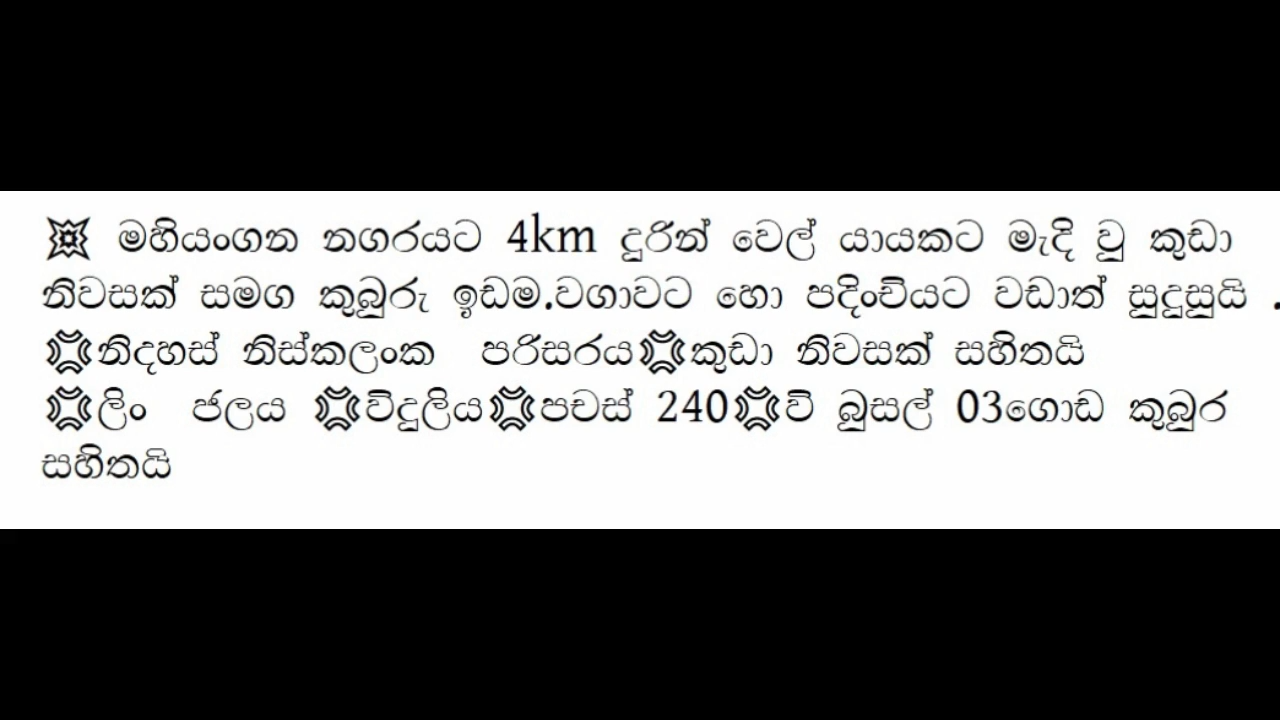 💥 මහියංගන නගරයට 4km දුරින් වෙල් යායකට මැදි වු කුඩා
නිවසක් සමග කුබුරු ඉඩම.වගාවට හො පදිංචියට වඩාත් සුදුසුයි .
💢නිදහස් නිස්කලංක පරිසරය💢කුඩා නිවසක් සහිතයි
💢ලිං ජලය 💢විදුලිය💢පචස් 240💢වි බුසල් 03ගොඩ කුබුර
සහිතයි